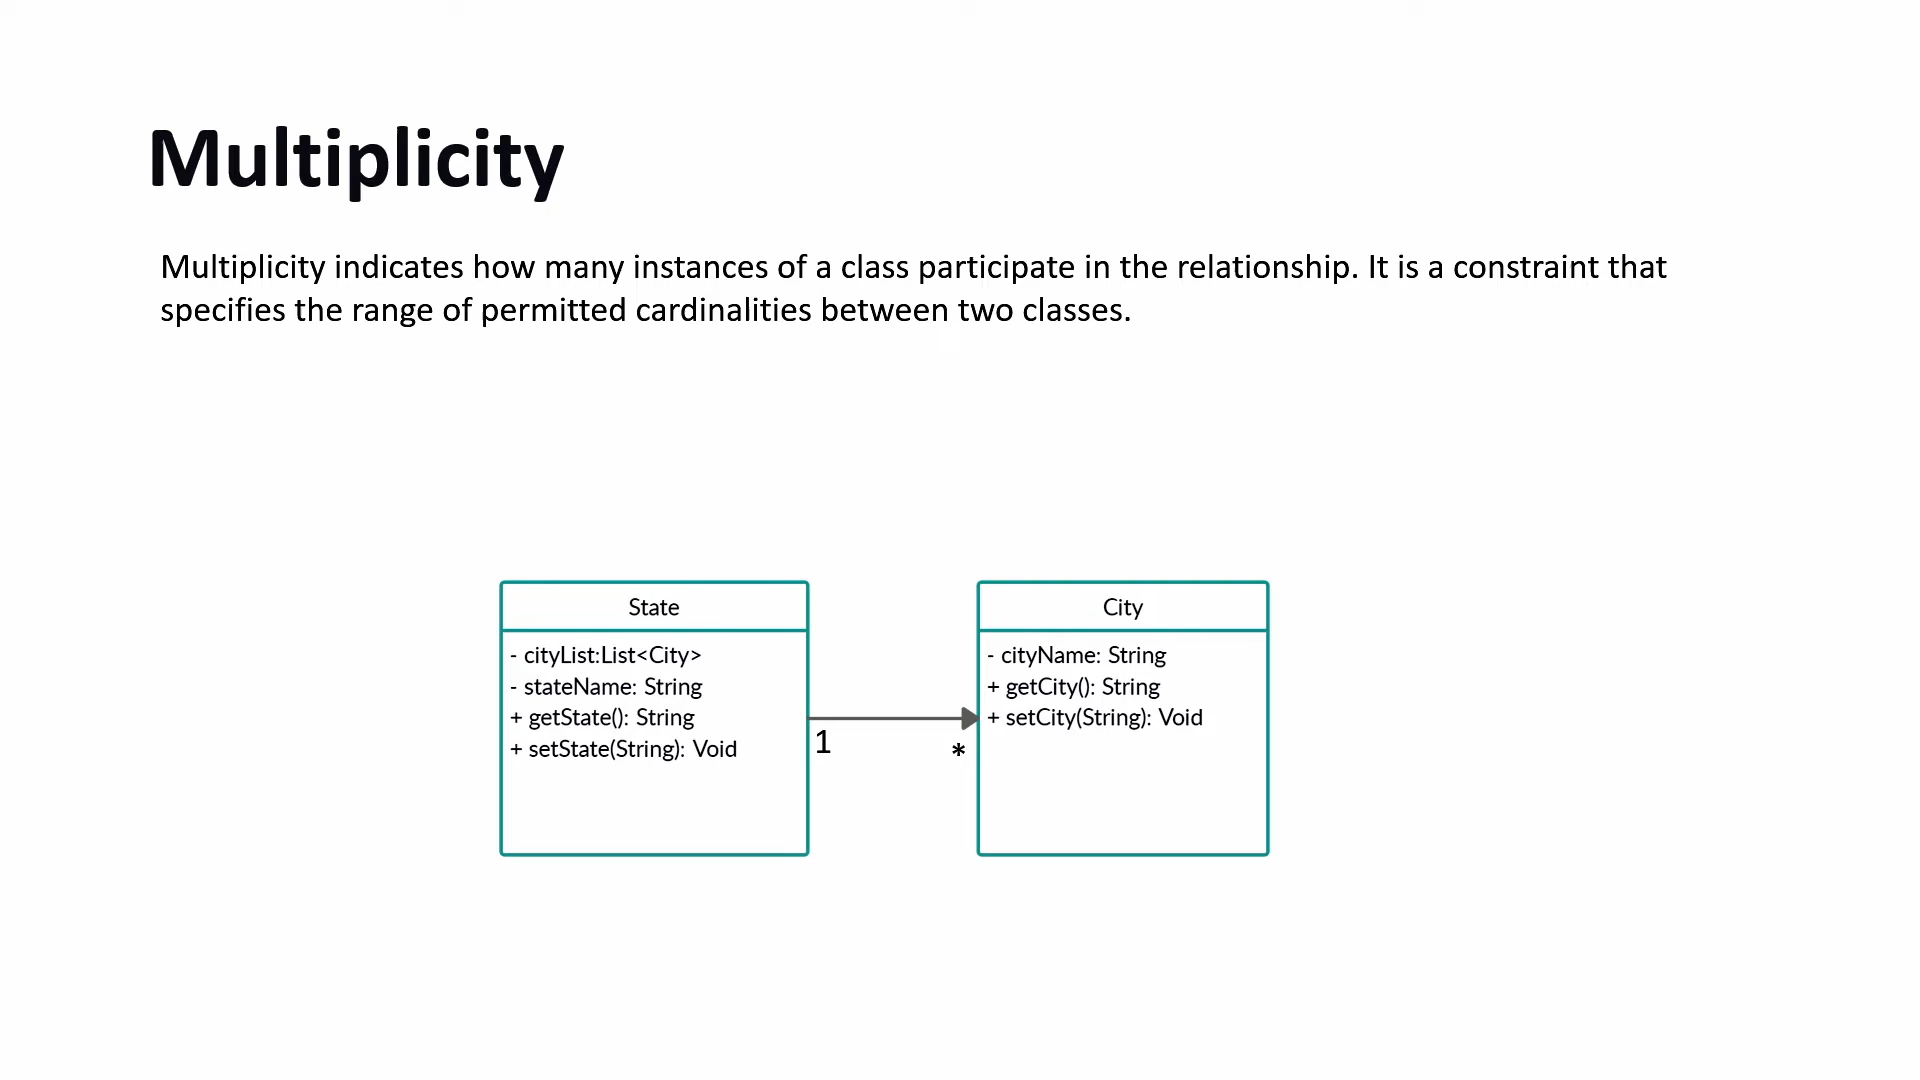 Multiplicity
Multiplicity indicates how many instances of a class participate in the relationship. It is a constraint that
specifies the range of permitted cardinalities between two classes.
State
- cityList:List<City>
- stateName: String
+ getState(): String
+ setState(String): Void
1
*
City
- cityName: String
+ getCity(): String
+ setCity(String): Void